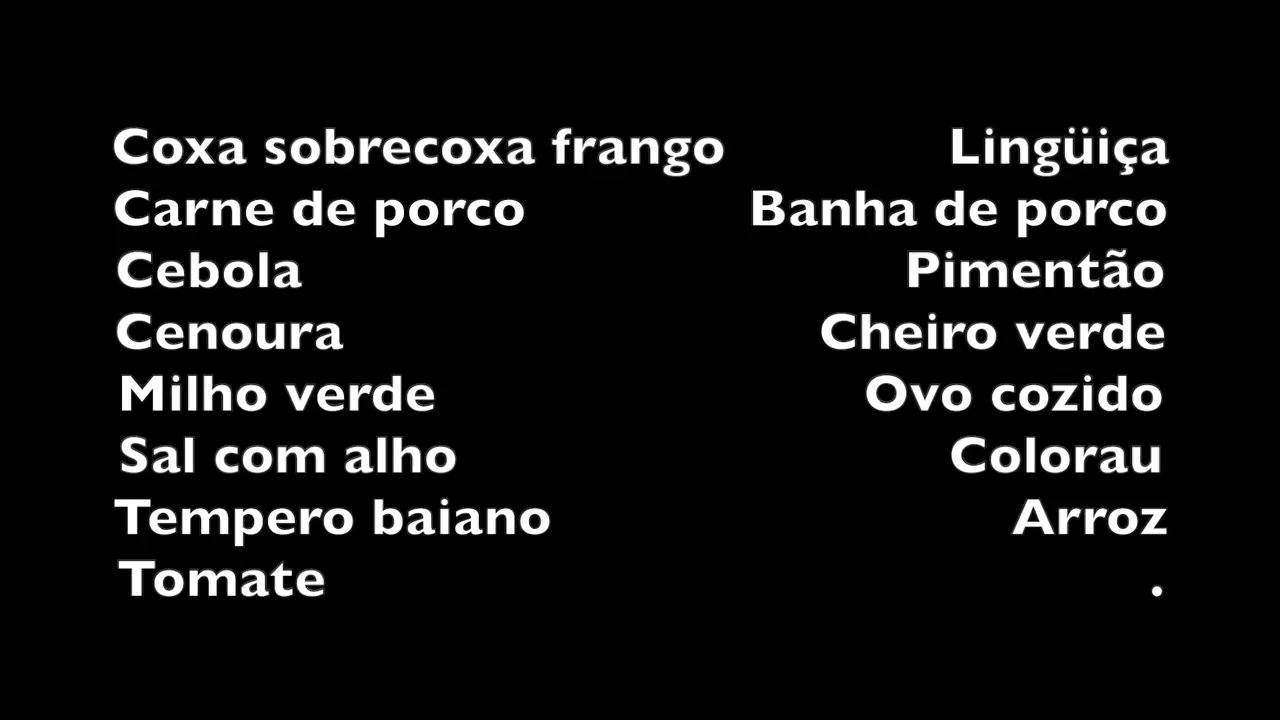 Coxa sobrecoxa frango Lingüiça
Carne de porco Banha de porco
Cebola Pimentão
Cenoura Cheiro verde
Milho verde Ovo cozido
Sal com alho Colorau
Tempero baiano Arroz
Tomate .